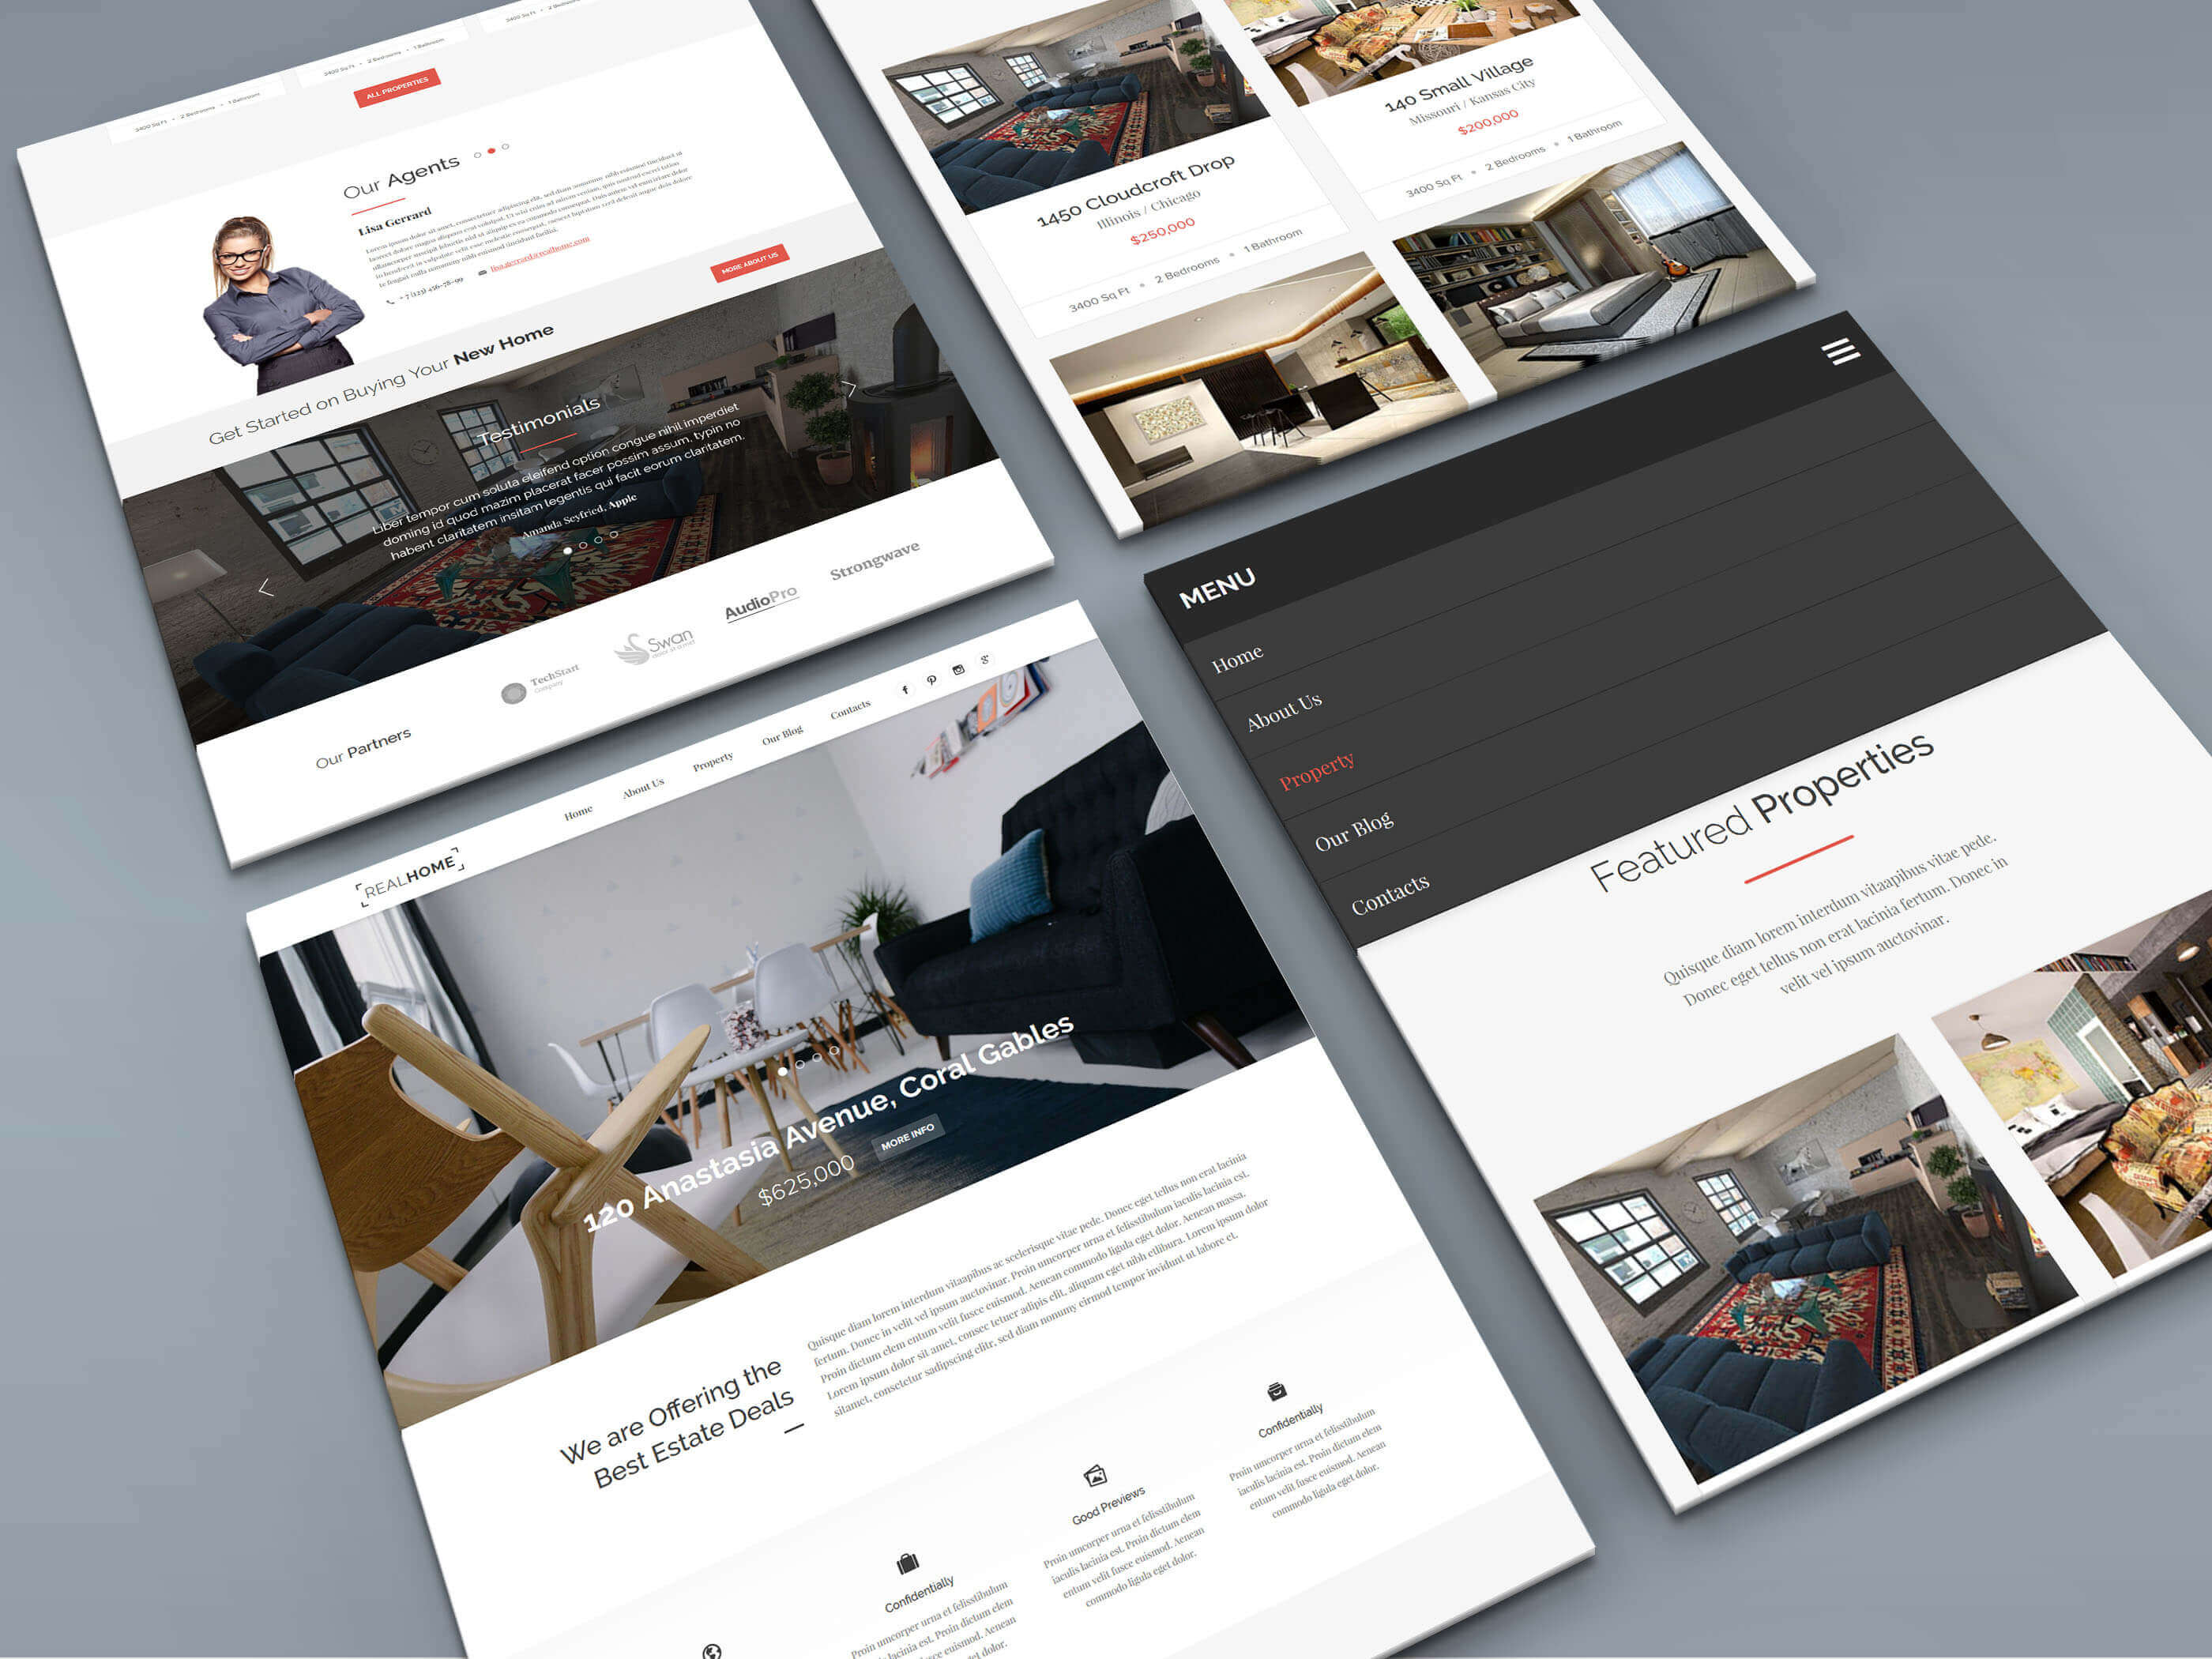 3400 Sq Ft • 2 Bedrooms • 1 Bathroom
3400 Sq Ft • 2 Bedrooms • 1 Bathroom
3400 Sq Ft
ALL PROPERTIES
Our Agents
Lisa Gerrard
+ 7 (123) 456-78-99
lisa.gerrard@realhome.com
Get Started on Buying Your New Home
MORE ABOUT US
Testimonials
Liber tempor cum soluta eleifend option congue nihil imperdiet
doming id quod mazim placerat facer possim assum. typin no
habent claritatem insitam legentis qui facit eorum claritatem.
Amanda Seyfried, Apple
Our Partners
TechStart
Company
Swan
AudioPro
Strongwave
1450 Cloudcroft Drop
Illinois / Chicago
$250,000
3400 Sq Ft • 2 Bedrooms • 1 Bathroom
140 Small Village
Missouri / Kansas City
$200,000
3400 Sq Ft • 2 Bedrooms • 1 Bathroom
REALHOME
Home
About Us
Property
Our Blog
Contacts
120 Anastasia Avenue, Coral Gables
$625,000
MORE INFO
We are Offering the
Best Estate Deals
Quisque diam lorem interdum vitaapibus ac scelerisque vitae pede. Donec eget tellus non erat lacinia
fertum. Donec in velit vel ipsum auctovinar. Proin umcorper urna et felisstibulum iaculis lacinia est.
Proin dictum elem entum velit fusce euismod. Aenean commodo ligula eget dolor. Aenean massa.
Lorem ipsum dolor sit amet, consec tetuer adipis elit, aliquam eget nibh etlibura. Lorem ipsum dolor
sitamet, consetetur sadipscing elitr, sed diam nonumy eirmod tempor invidunt ut labore et.
Confidentially
Proin umcorper urna et felisstibulum
iaculis lacinia est. Proin dictum elem
entum velit fusce euismod. Aenean
commodo ligula eget dolor.
Good Previews
Proin umcorper urna et felisstibulum
iaculis lacinia est. Proin dictum elem
entum velit fusce euismod. Aenean
commodo ligula eget dolor.
Confidentially
Proin umcorper urna et felisstibulum
lacinia est. Proin dictum elem
velit fusce euismod. Aenean
eget dolor.
MENU
Home
About Us
Property
Our Blog
Contacts
Featured Properties
Quisque diam lorem interdum vitaapibus vitae pede.
Donec eget tellus non erat lacinia fertum. Donec in
velit vel ipsum auctovinar.